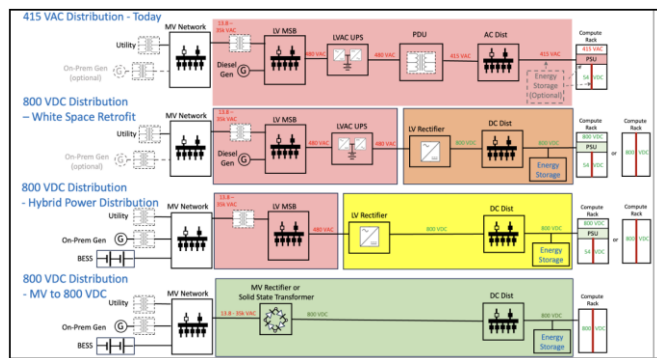 415 VAC Distribution - Today
MV Network
13.8 –
35k VAC
LV MSB
LVAC UPS
PDU
AC Dist
Compute
Rack
Utility
480 VAC
480 VAC
415 VAC
415 VAC
415 VAC
PSU
54 VDC
On-Prem Gen
(optional)
G
Diesel
Gen
G
Energy
Storage
(Optional)
800 VDC Distribution
– White Space Retrofit
MV Network
13.8 –
35k VAC
LV MSB
LVAC UPS
LV Rectifier
DC Dist
Compute
Rack
Utility
480 VAC
480 VAC
800 VDC
800 VDC
800 VDC
PSU
54 VDC
or
800 VDC
On-Prem Gen
(optional)
G
Diesel
Gen
G
Energy
Storage
800 VDC Distribution
- Hybrid Power Distribution
MV Network
13.8 –
35k VAC
LV MSB
LV Rectifier
DC Dist
Compute
Rack
Utility
480 VAC
800 VDC
800 VDC
800 VDC
PSU
54
or
800 VDC
On-Prem Gen
G
BESS
Energy
Storage
800 VDC Distribution
- MV to 800 VDC
MV Network
MV Rectifier or
Solid State Transformer
DC Dist
Compute
Rack
Utility
13.8 - 35k VAC
800 VDC
800 VDC
800 VDC
On-Prem Gen
G
BESS
Energy
Storage